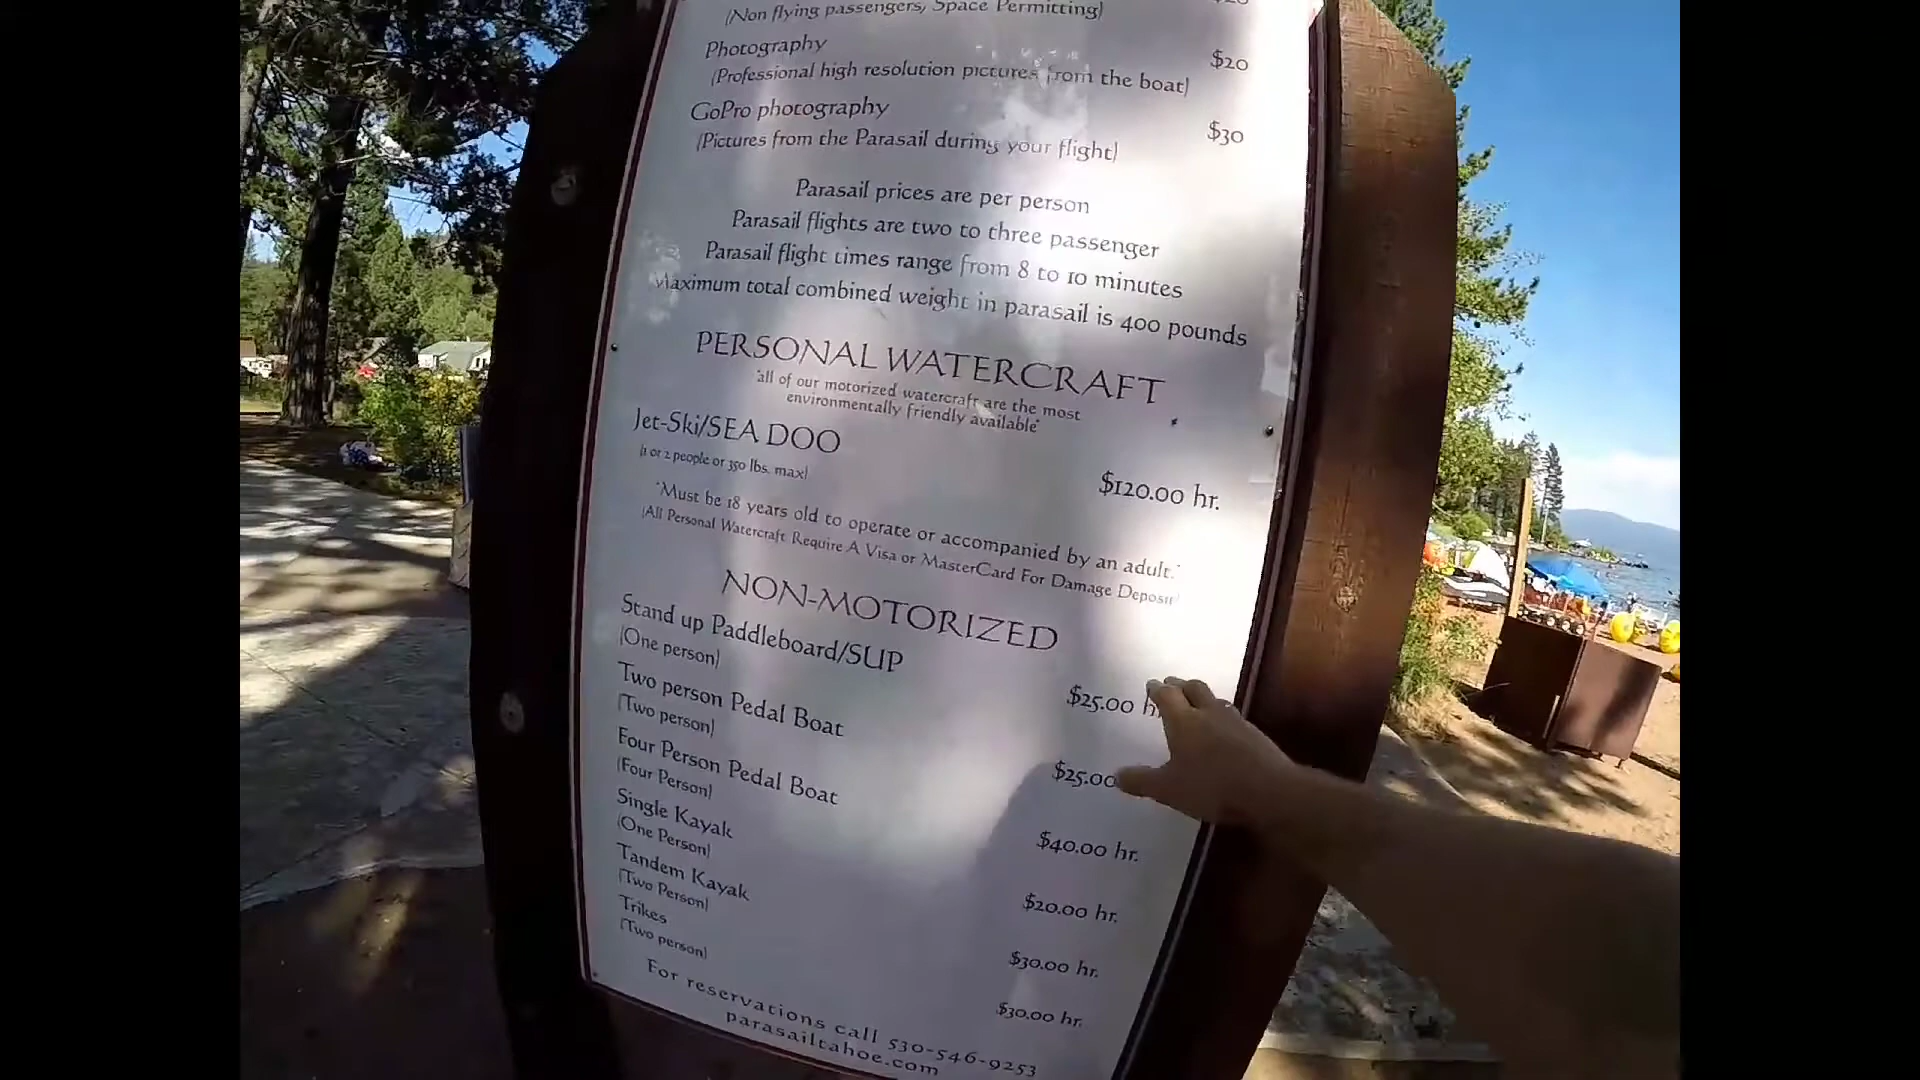 (Non flying passengers, Space Permitting)
Photography $20
(Professional high resolution pictures from the boat)
GoPro photography $30
(Pictures from the Parasail during your flight)
Parasail prices are per person
Parasail flights are two to three passenger
Parasail flight times range from 8 to 10 minutes
Maximum total combined weight in parasail is 400 pounds
PERSONAL WATERCRAFT
"all of our motorized watercraft are the most
environmentally friendly available"
Jet-Ski/SEA DOO $120.00 hr.
(1 or 2 people or 350 lbs. max)
"Must be 18 years old to operate or accompanied by an adult."
(All Personal Watercraft Require A Visa or MasterCard For Damage Deposit)
NON-MOTORIZED
Stand up Paddleboard/SUP $25.00
(One person)
Two person Pedal Boat $25.00
(Two person)
Four Person Pedal Boat $40.00 hr.
(Four Person)
Single Kayak $20.00 hr.
(One Person)
Tandem Kayak $30.00 hr.
(Two Person)
Trikes $30.00 hr.
(Two person)
For reservations call 530-546-9253
parasailtahoe.com